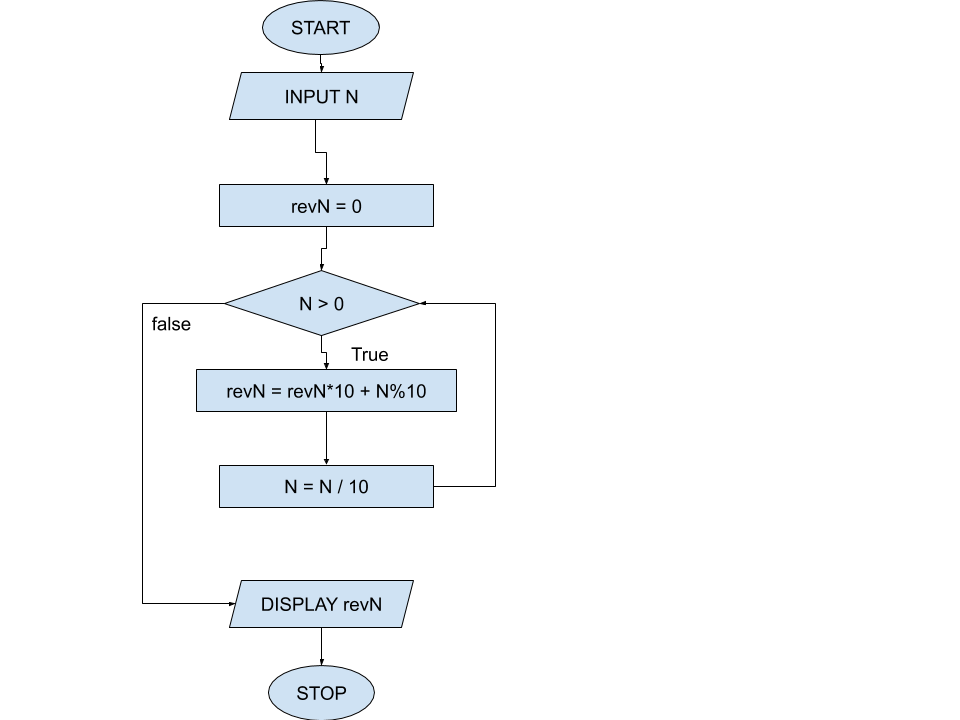 START
INPUT N
revN = 0
N > 0
false
True
revN = revN*10 + N%10
N = N / 10
DISPLAY revN
STOP